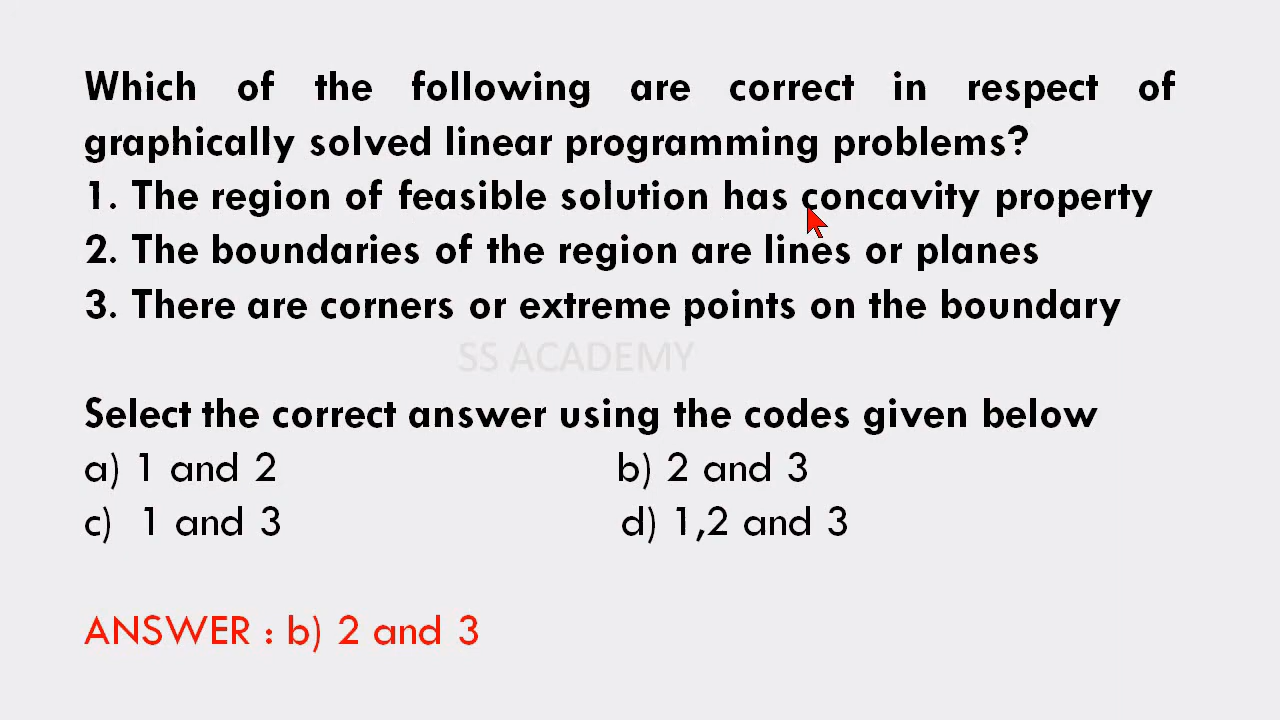 Which of the following are correct in respect of
graphically solved linear programming problems?
1. The region of feasible solution has concavity property
2. The boundaries of the region are lines or planes
3. There are corners or extreme points on the boundary
SS ACADEMY
Select the correct answer using the codes given below
a) 1 and 2 b) 2 and 3
c) 1 and 3 d) 1,2 and 3
ANSWER : b) 2 and 3